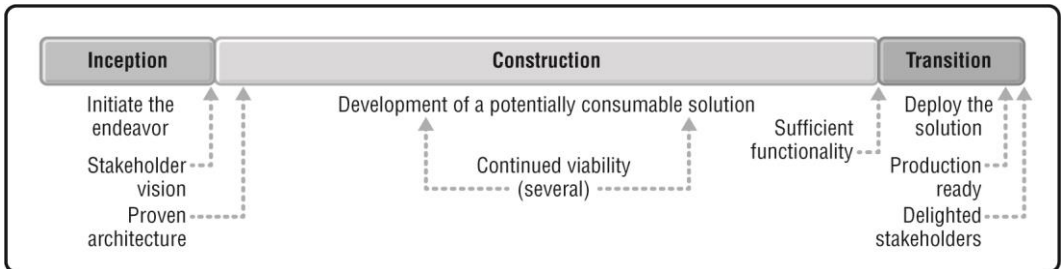 Inception
Construction
Transition
Initiate the
endeavor
Development of a potentially consumable solution
Deploy the
solution
Stakeholder
vision
Proven
architecture
Continued viability
(several)
Sufficient
functionality
Production
ready
Delighted
stakeholders